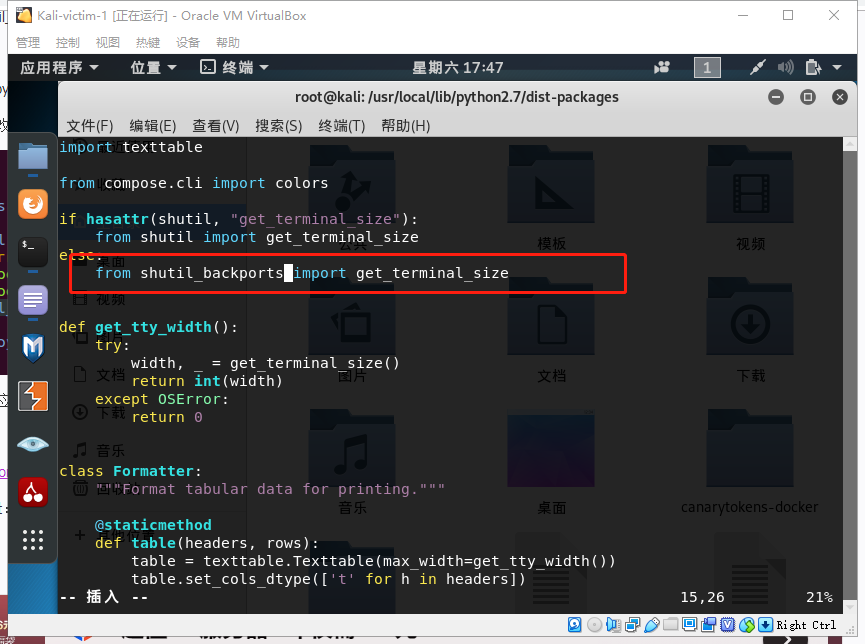 Kali-victim-1 [正在运行] - Oracle VM VirtualBox
管理 控制 视图 热键 设备 帮助
应用程序 位置 终端 星期六 17:47 1
root@kali: /usr/local/lib/python2.7/dist-packages
文件(F) 编辑(E) 查看(V) 搜索(S) 终端(T) 帮助(H)
import texttable
from compose.cli import colors
if hasattr(shutil, "get_terminal_size"):
from shutil import get_terminal_size
else:
from shutil_backports import get_terminal_size
def get_tty_width():
try:
width, _ = get_terminal_size()
return int(width)
except OSError:
return 0
class Formatter:
"""Format tabular data for printing."""
@staticmethod
def table(headers, rows):
table = texttable.Texttable(max_width=get_tty_width())
table.set_cols_dtype(['t' for h in headers])
-- 插入 -- 15,26 21%
模板 视频
视频
图片 文档 下载
文档
下载
音乐
音乐 桌面 canarytokens-docker
Right Ctrl